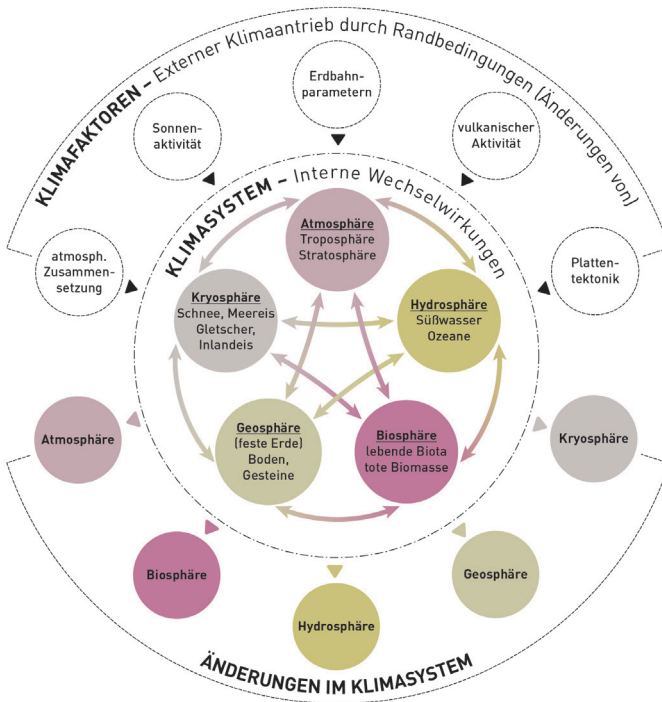 KLIMAFAKTOREN – Externer Klimaantrieb durch Randbedingungen (Änderungen von)
Erdbahn-
parametern
Sonnen-
aktivität
vulkanischer
Aktivität
atmosph.
Zusammen-
setzung
Platten-
tektonik
KLIMASYSTEM – Interne Wechselwirkungen
Atmosphäre
Troposphäre
Stratosphäre
Kryosphäre
Schnee, Meereis
Gletscher,
Inlandeis
Hydrosphäre
Süßwasser
Ozeane
Geosphäre
(feste Erde)
Boden,
Gesteine
Biosphäre
lebende Biota
tote Biomasse
Atmosphäre
Kryosphäre
Biosphäre
Geosphäre
Hydrosphäre
ÄNDERUNGEN IM KLIMASYSTEM